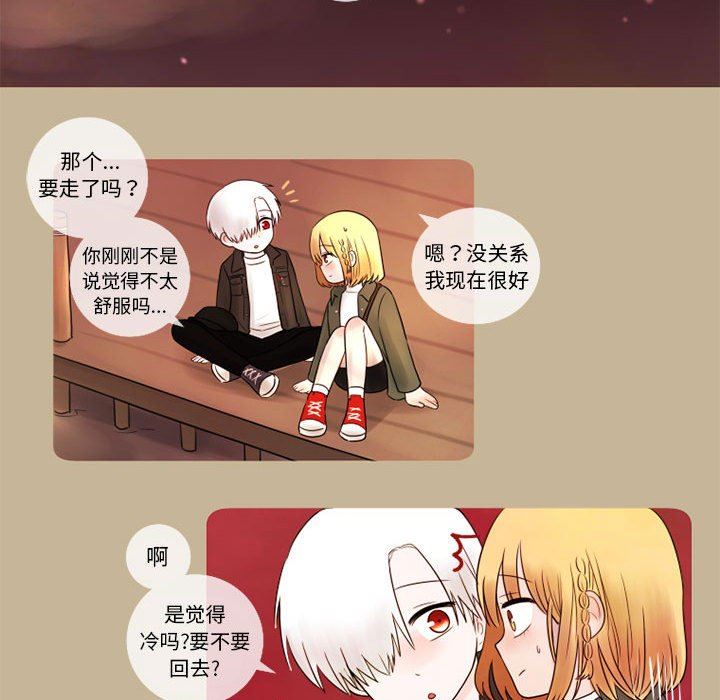 那个...
要走了吗？
你刚刚不是
说觉得不太
舒服吗...
嗯？没关系
我现在很好
啊
是觉得
冷吗?要不要
回去?